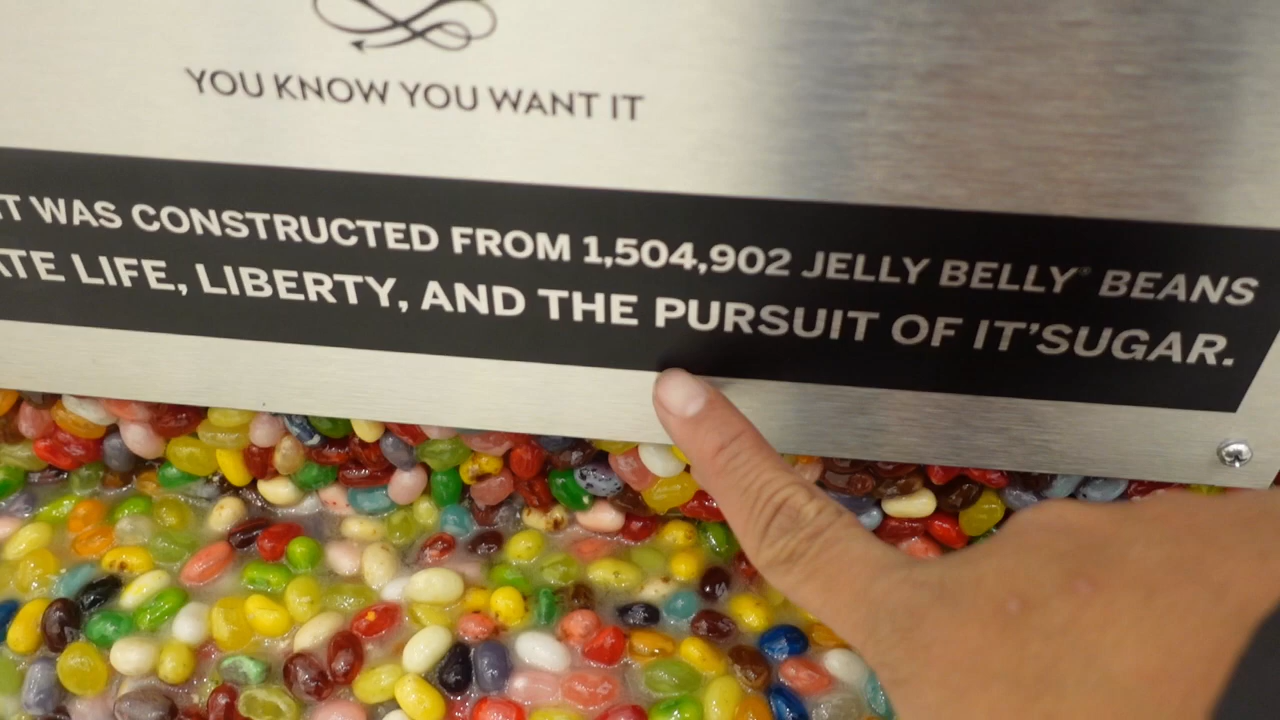 YOU KNOW YOU WANT IT
IT WAS CONSTRUCTED FROM 1,504,902 JELLY BELLY® BEANS
LIFE, LIBERTY, AND THE PURSUIT OF IT'SUGAR.